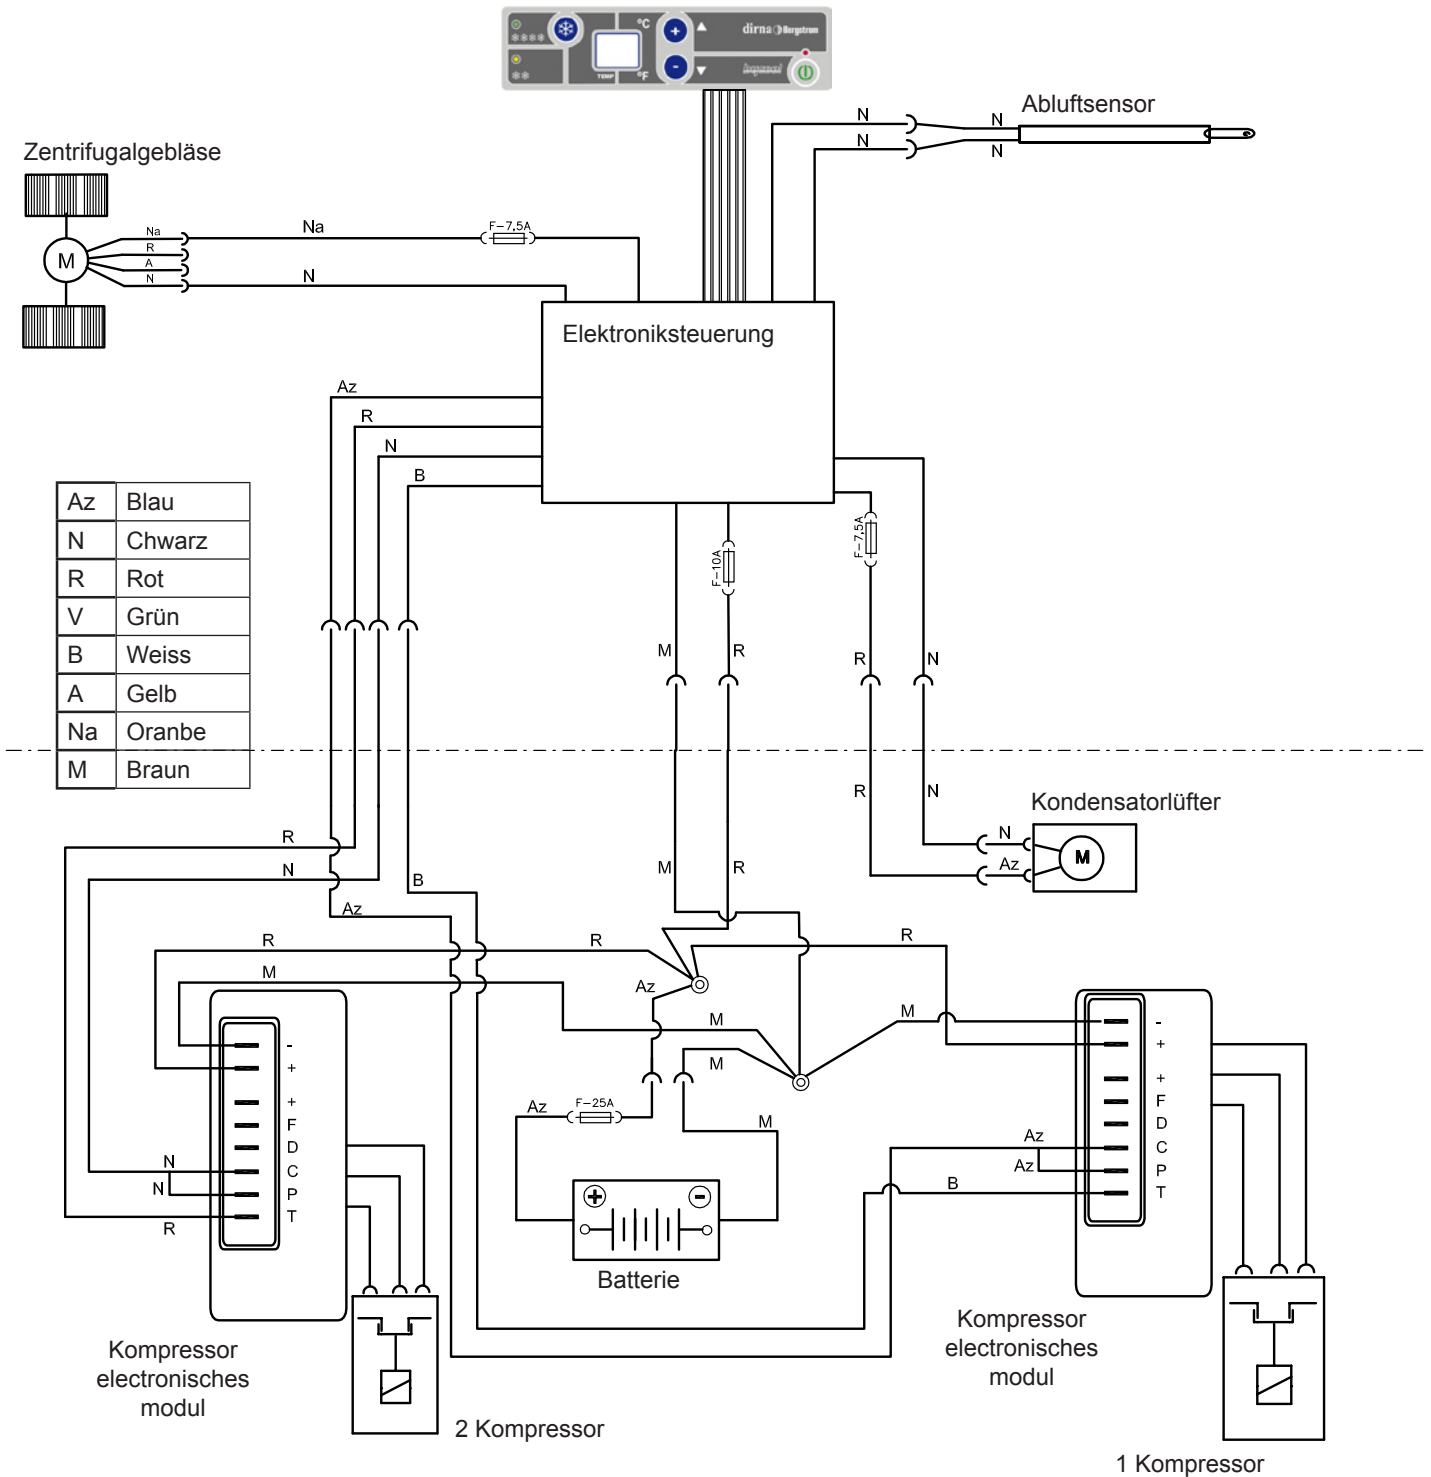 °C
dirna Bergstrom
TEMP
°F
Abluftsensor
N
N
N
N
Zentrifugalgebläse
Na
R
A
N
M
Na
N
F-7,5A
Elektroniksteuerung
Az
R
N
B
Az Blau
N Chwarz
R Rot
V Grün
B Weiss
A Gelb
Na Oranbe
M Braun
F-10A
F-7,5A
M
R
R
N
R
N
Kondensatorlüfter
N
Az
M
R
N
B
Az
M
R
R
R
R
M
Az
M
M
M
-
+
+
F
D
C
P
T
N
N
R
Az
F-25A
M
+
-
Batterie
-
+
+
F
D
C
P
T
Az
Az
B
Kompressor
electronisches
modul
2 Kompressor
Kompressor
electronisches
modul
1 Kompressor